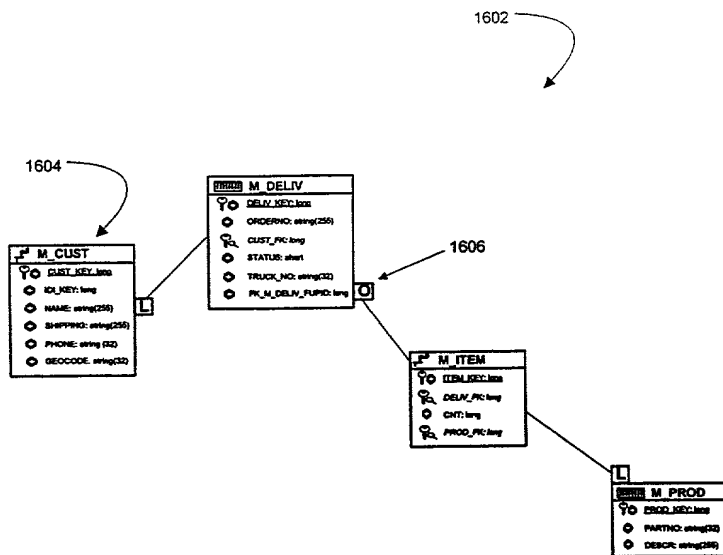 1602
1604
M_DELIV
DELIV_KEY: long
ORDERNO: string(255)
CUST_FK: long
STATUS: short
TRUCK_NO: string(32)
PK_M_DELIV_FUPID: long
1606
M_CUST
CUST_KEY: long
IDI_KEY: long
NAME: string(255)
SHIPPING: string(255)
PHONE: string (32)
GEOCODE: string(32)
L
O
M_ITEM
ITEM_KEY: long
DELIV_FK: long
CNT: long
PROD_FK: long
L
M_PROD
PROD_KEY: long
PARTNO: string(32)
DESCR: string(255)